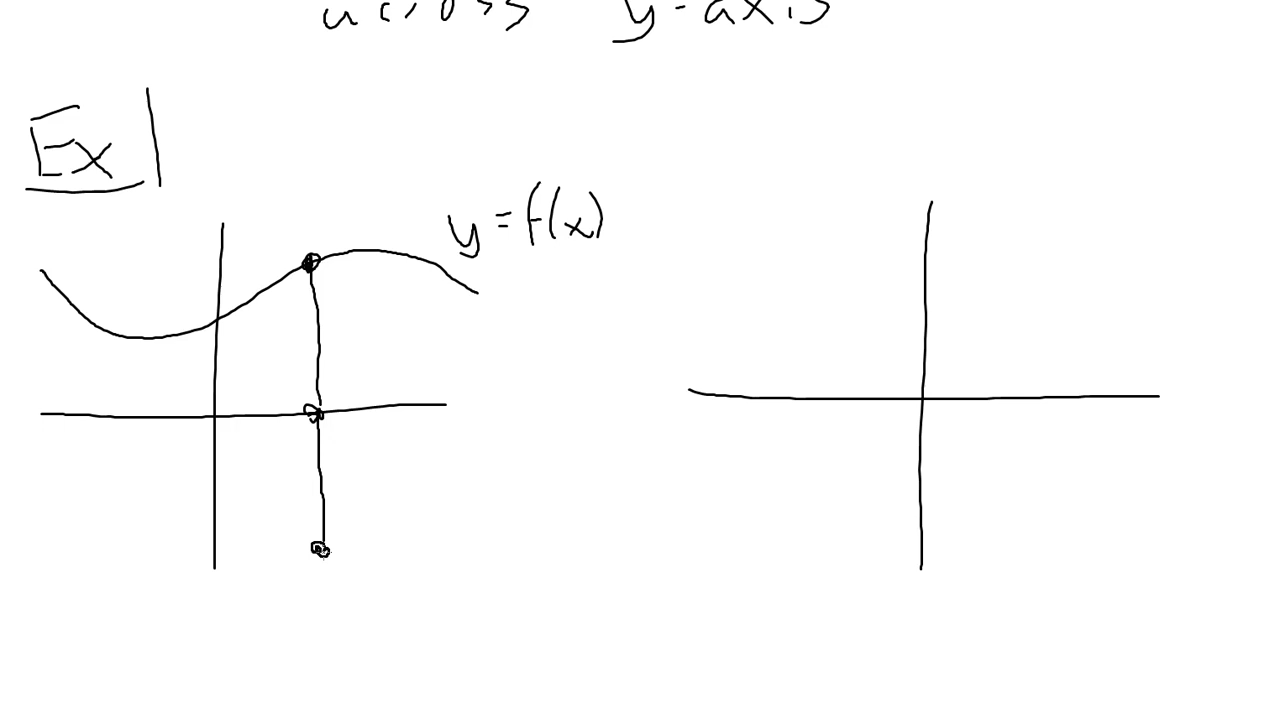 across y-axis
Ex 1
y = f(x)